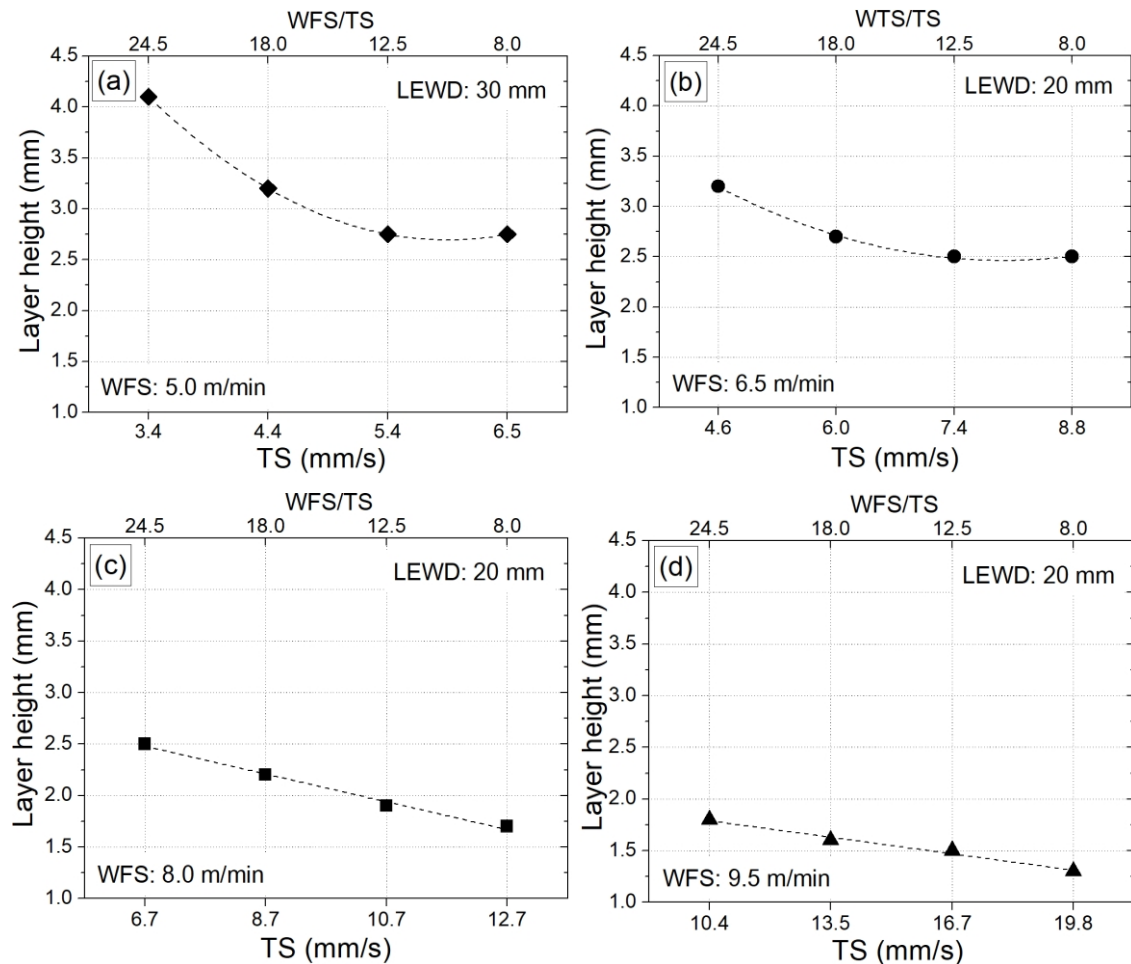 WFS/TS
24.5 18.0 12.5 8.0
(a)
LEWD: 30 mm
4.5
4.0
3.5
3.0
2.5
2.0
1.5
1.0
Layer height (mm)
WFS: 5.0 m/min
3.4 4.4 5.4 6.5
TS (mm/s)
WTS/TS
24.5 18.0 12.5 8.0
(b)
LEWD: 20 mm
4.5
4.0
3.5
3.0
2.5
2.0
1.5
1.0
Layer height (mm)
WFS: 6.5 m/min
4.6 6.0 7.4 8.8
TS (mm/s)
WFS/TS
24.5 18.0 12.5 8.0
(c)
LEWD: 20 mm
4.5
4.0
3.5
3.0
2.5
2.0
1.5
1.0
Layer height (mm)
WFS: 8.0 m/min
6.7 8.7 10.7 12.7
TS (mm/s)
WFS/TS
24.5 18.0 12.5 8.0
(d)
LEWD: 20 mm
4.5
4.0
3.5
3.0
2.5
2.0
1.5
1.0
Layer height (mm)
WFS: 9.5 m/min
10.4 13.5 16.7 19.8
TS (mm/s)